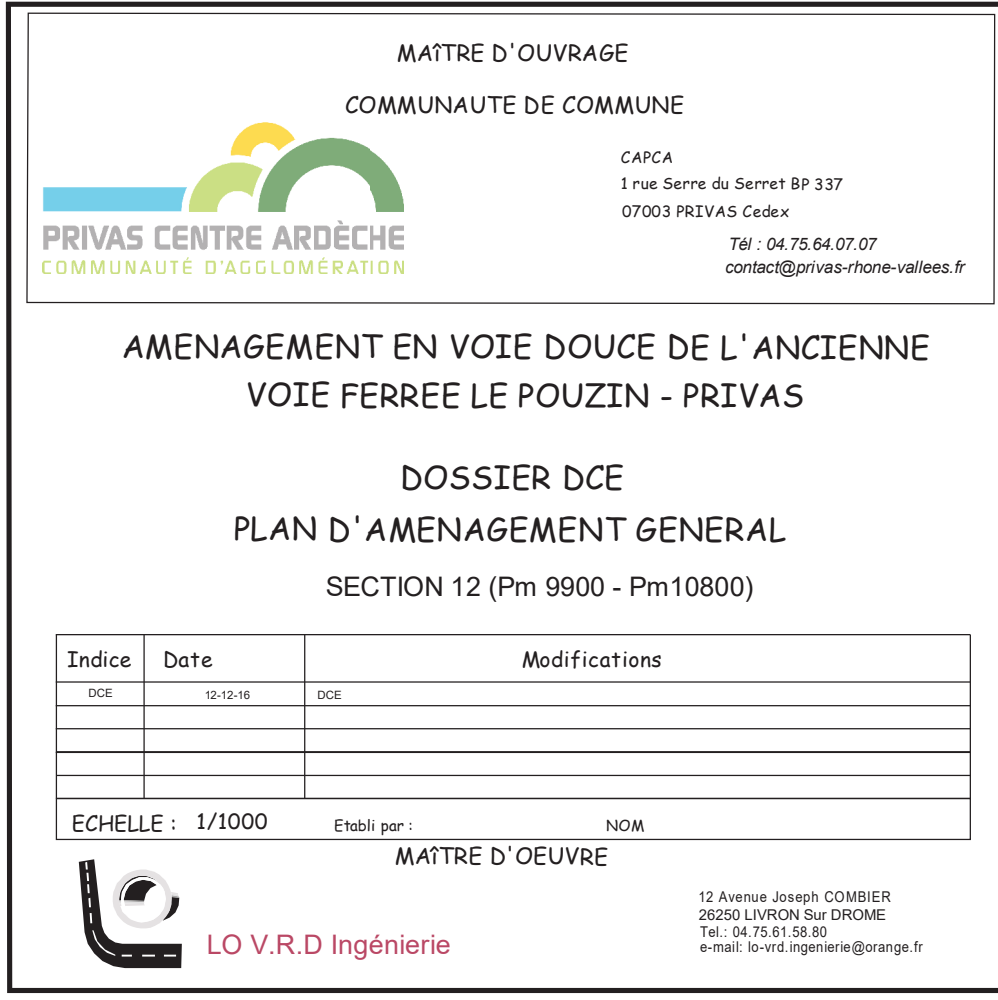 MAÎTRE D'OUVRAGE
COMMUNAUTE DE COMMUNE
PRIVAS CENTRE ARDÈCHE
COMMUNAUTÉ D'AGGLOMÉRATION
CAPCA
1 rue Serre du Serret BP 337
07003 PRIVAS Cedex
Tél : 04.75.64.07.07
contact@privas-rhone-vallees.fr
AMENAGEMENT EN VOIE DOUCE DE L'ANCIENNE
VOIE FERREE LE POUZIN - PRIVAS
DOSSIER DCE
PLAN D'AMENAGEMENT GENERAL
SECTION 12 (Pm 9900 - Pm10800)
Indice Date Modifications
DCE 12-12-16 DCE
ECHELLE : 1/1000 Etabli par : NOM
MAÎTRE D'OEUVRE
LO V.R.D Ingénierie
12 Avenue Joseph COMBIER
26250 LIVRON Sur DROME
Tel.: 04.75.61.58.80
e-mail: lo-vrd.ingenierie@orange.fr